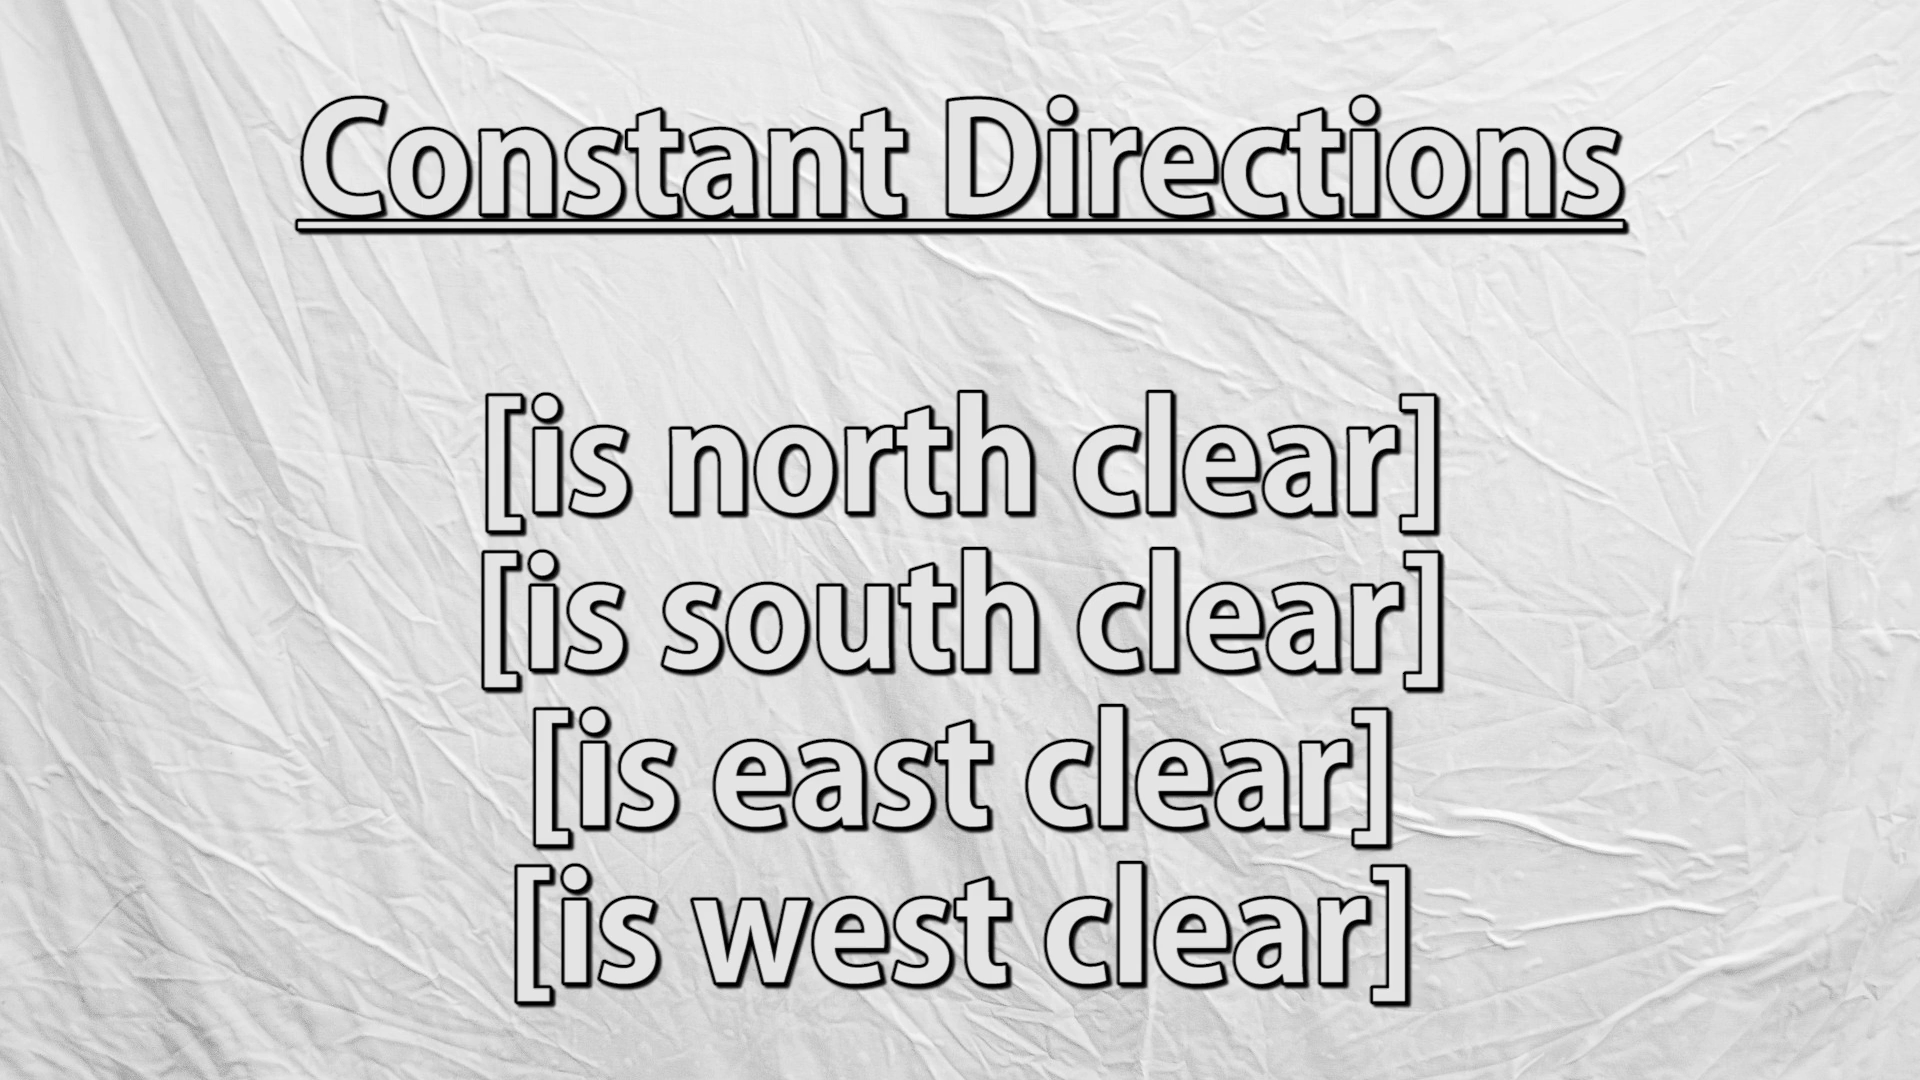 Constant Directions
[is north clear]
[is south clear]
[is east clear]
[is west clear]